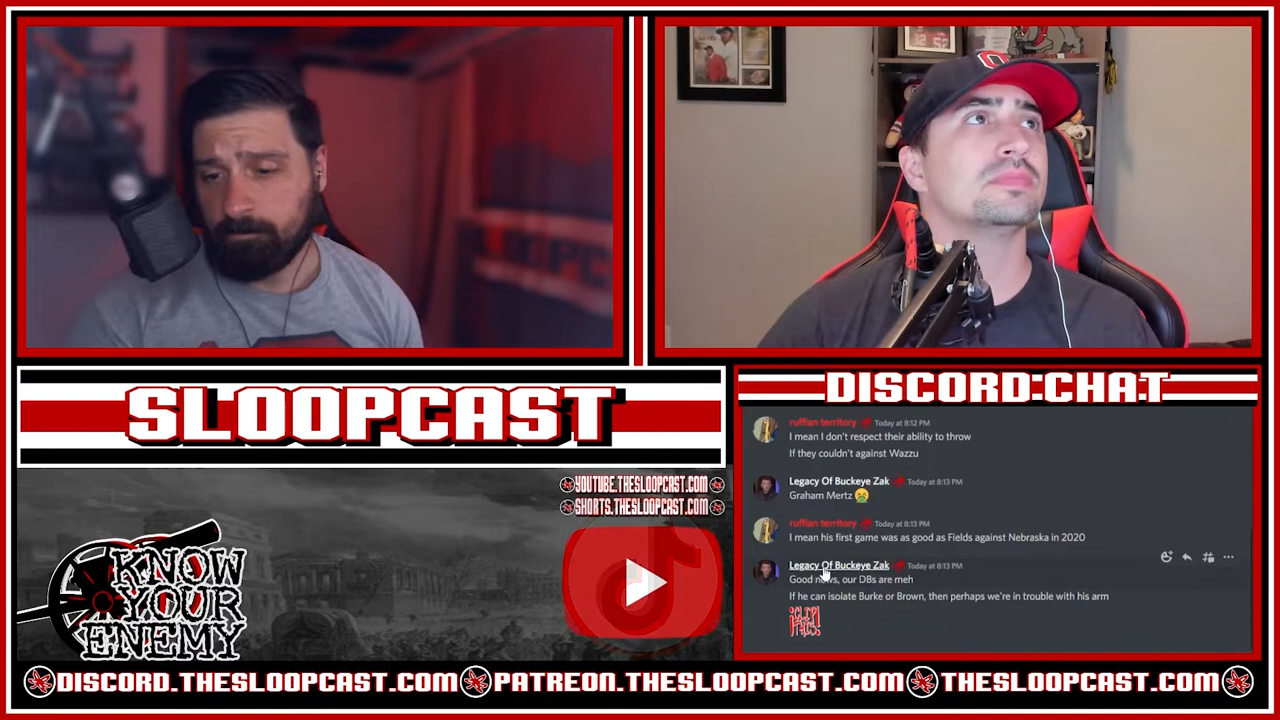 SLOOPCAST
DISCORD:CHAT
ruffian territory Today at 8:12 PM
I mean I don't respect their ability to throw
If they couldn't against Wazzu
Legacy Of Buckeye Zak Today at 8:13 PM
Graham Mertz
ruffian territory Today at 8:13 PM
I mean his first game was as good as Fields against Nebraska in 2020
Legacy Of Buckeye Zak Today at 8:13 PM
Good news, our DBs are meh
If he can isolate Burke or Brown, then perhaps we're in trouble with his arm
CLIP
THIS!
YOUTUBE.THESLOOPCAST.COM
SHORTS.THESLOOPCAST.COM
KNOW
YOUR
ENEMY
DISCORD.THESLOOPCAST.COM PATREON.THESLOOPCAST.COM THESLOOPCAST.COM